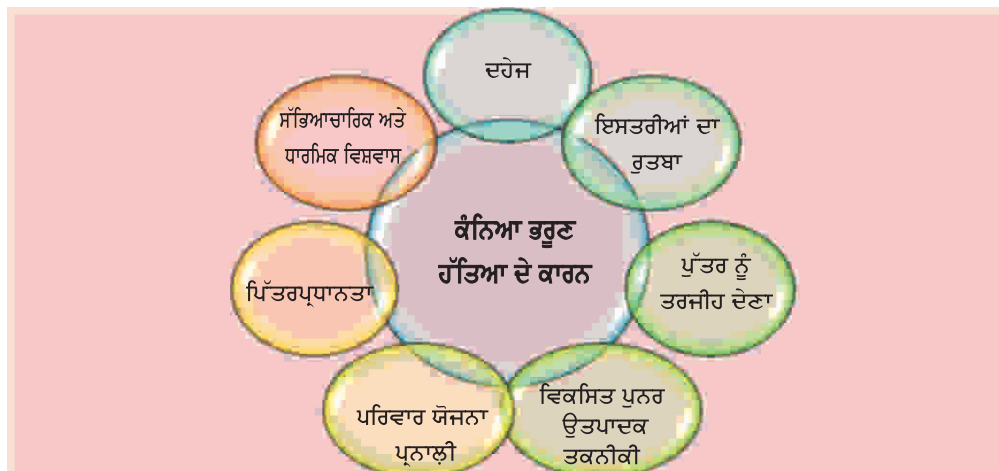 ਦਹੇਜ
ਇਸਤਰੀਆਂ ਦਾ
ਰੁਤਬਾ
ਪੁੱਤਰ ਨੂੰ
ਤਰਜੀਹ ਦੇਣਾ
ਵਿਕਸਿਤ ਪੁਨਰ
ਉਤਪਾਦਕ
ਤਕਨੀਕੀ
ਪਰਿਵਾਰ ਯੋਜਨਾ
ਪ੍ਰਨਾਲ਼ੀ
ਪਿੱਤਰਪ੍ਰਧਾਨਤਾ
ਸੱਭਿਆਚਾਰਿਕ ਅਤੇ
ਧਾਰਮਿਕ ਵਿਸ਼ਵਾਸ
ਕੰਨਿਆ ਭਰੂਣ
ਹੱਤਿਆ ਦੇ ਕਾਰਨ